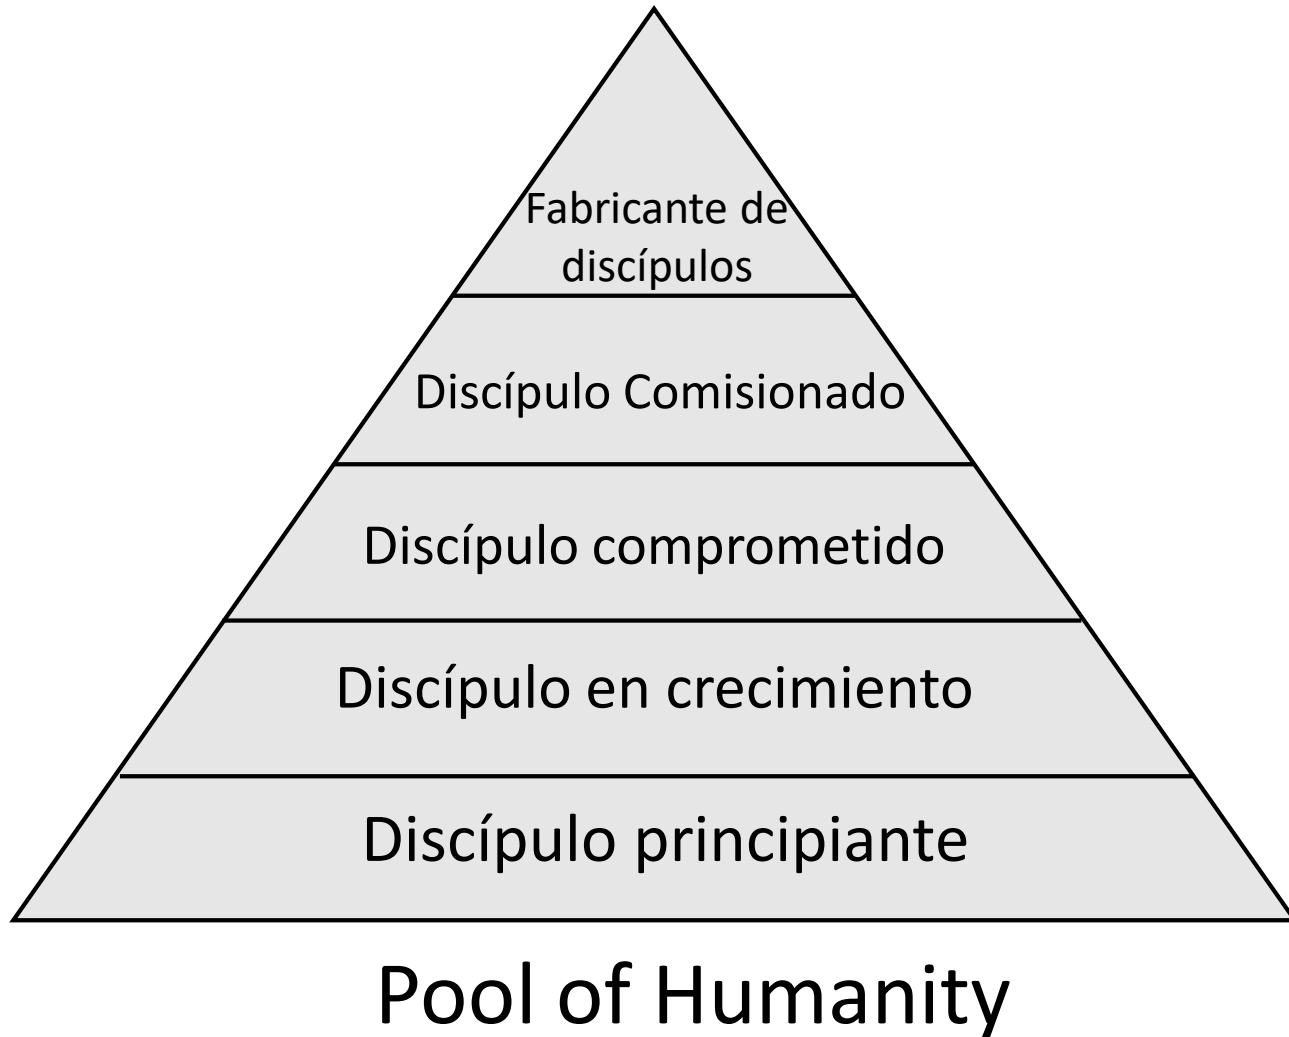 Fabricante de
discípulos
Discípulo Comisionado
Discípulo comprometido
Discípulo en crecimiento
Discípulo principiante
Pool of Humanity